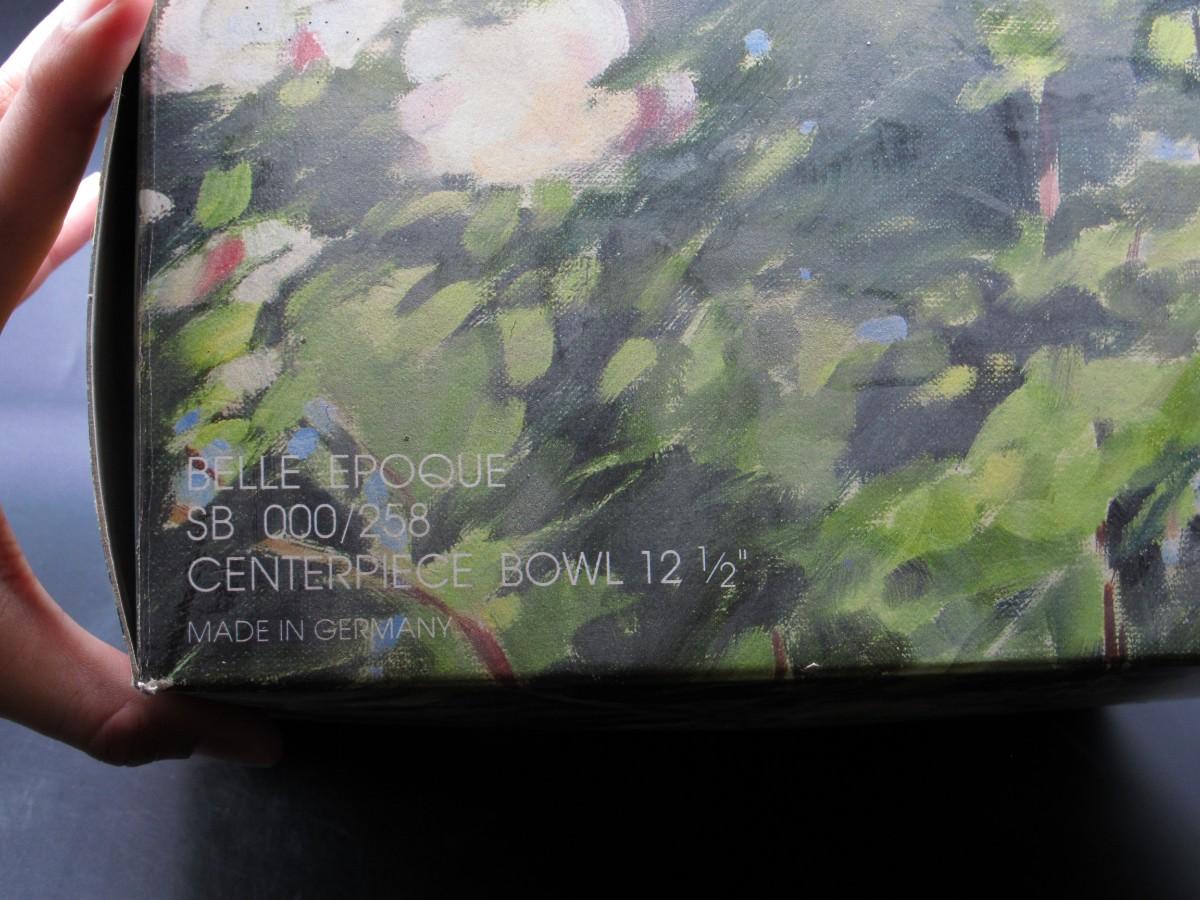 BELLE EPOQUE
SB 000/258
CENTERPIECE BOWL 12 ½"
MADE IN GERMANY